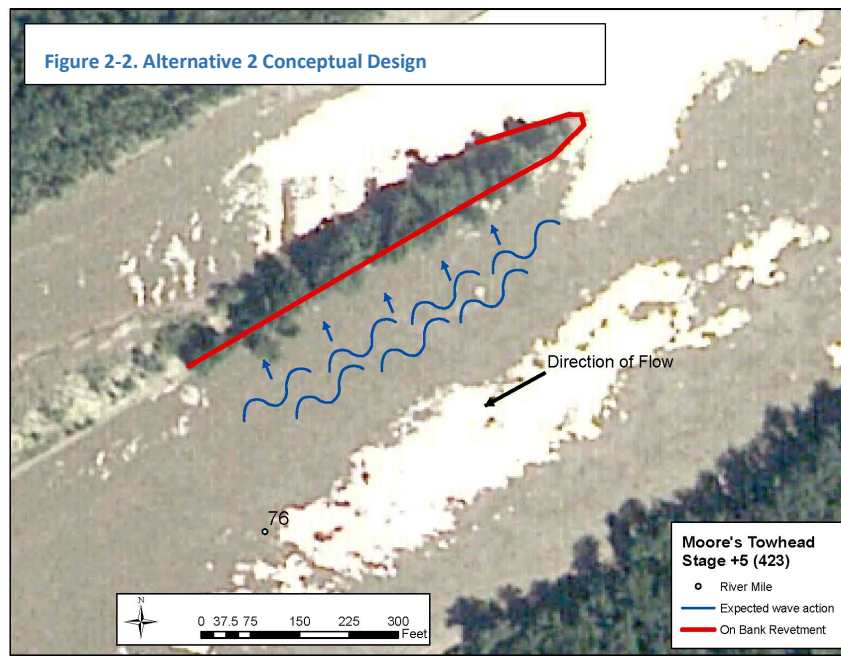 Figure 2-2. Alternative 2 Conceptual Design
Direction of Flow
76
N
0 37.5 75 150 225 300
Feet
Moore's Towhead
Stage +5 (423)
River Mile
Expected wave action
On Bank Revetment